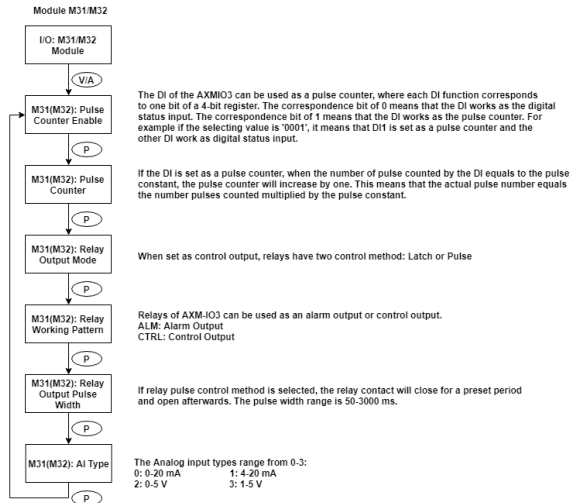 Module M31/M32
I/O: M31/M32
Module
V/A
M31(M32): Pulse
Counter Enable
The DI of the AXMIO3 can be used as a pulse counter, where each DI function corresponds
to one bit of a 4-bit register. The correspondence bit of 0 means that the DI works as the digital
status input. The correspondence bit of 1 means that the DI works as the pulse counter. For
example if the selecting value is '0001', it means that DI1 is set as a pulse counter and the
other DI work as digital status input.
P
M31(M32): Pulse
Counter
If the DI is set as a pulse counter, when the number of pulse counted by the DI equals to the pulse
constant, the pulse counter will increase by one. This means that the actual pulse number equals
the number pulses counted multiplied by the pulse constant.
P
M31(M32): Relay
Output Mode
When set as control output, relays have two control method: Latch or Pulse
P
M31(M32): Relay
Working Pattern
Relays of AXM-IO3 can be used as an alarm output or control output.
ALM: Alarm Output
CTRL: Control Output
P
M31(M32): Relay
Output Pulse
Width
If relay pulse control method is selected, the relay contact will close for a preset period
and open afterwards. The pulse width range is 50-3000 ms.
P
M31(M32): AI Type
The Analog input types range from 0-3:
0: 0-20 mA 1: 4-20 mA
2: 0-5 V 3: 1-5 V
P